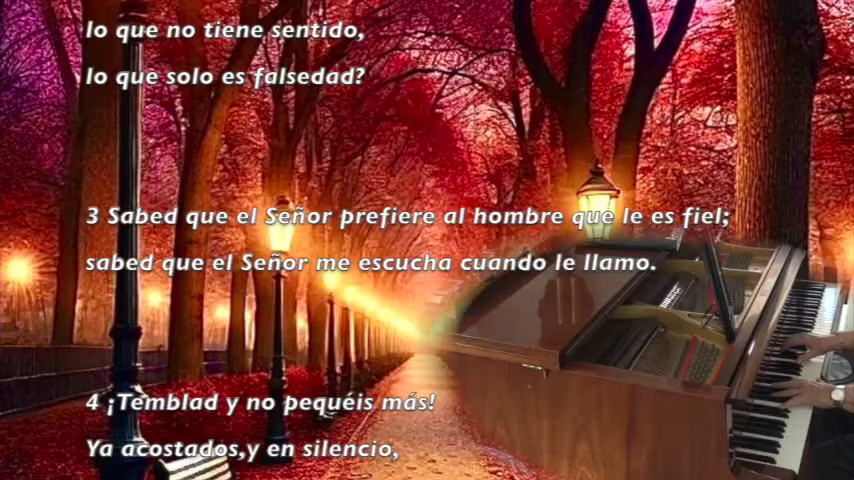 lo que no tiene sentido,
lo que solo es falsedad?
3 Sabed que el Señor prefiere al hombre que le es fiel;
sabed que el Señor me escucha cuando le llamo.
4 ¡Temblad y no pequéis más!
Ya acostados,y en silencio,